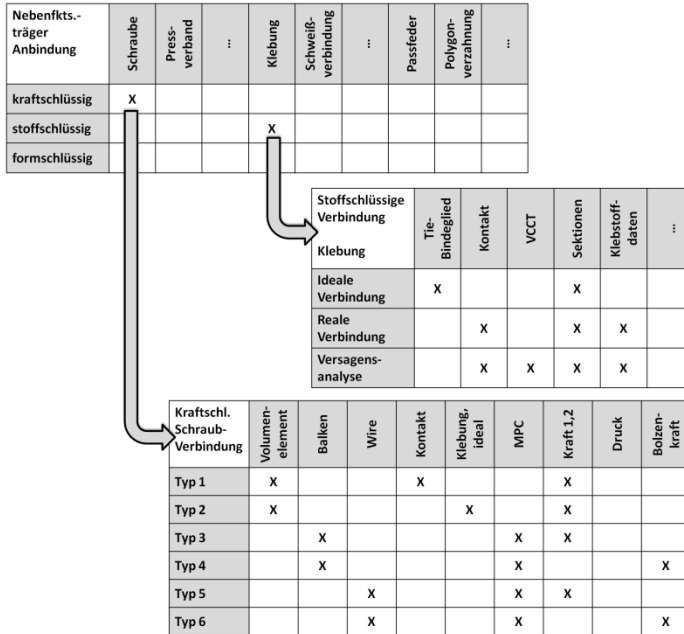 Nebenfkts.-
träger
Anbindung
Schraube
Press-
verband
...
Klebung
Schweiß-
verbindung
...
Passfeder
Polygon-
verzahnung
...
kraftschlüssig X
stoffschlüssig X
formschlüssig
Stoffschlüssige
Verbindung
Klebung
Tie-
Bindeglied
Kontakt
VCCT
Sektionen
Klebstoff-
daten
...
Ideale
Verbindung X X
Reale
Verbindung X X X
Versagens-
analyse X X X X
Kraftschl.
Schraub-
Verbindung
Volumen-
element
Balken
Wire
Kontakt
Klebung,
ideal
MPC
Kraft 1,2
Druck
Bolzen-
kraft
Typ 1 X X X
Typ 2 X X X
Typ 3 X X X
Typ 4 X X X
Typ 5 X X X
Typ 6 X X X